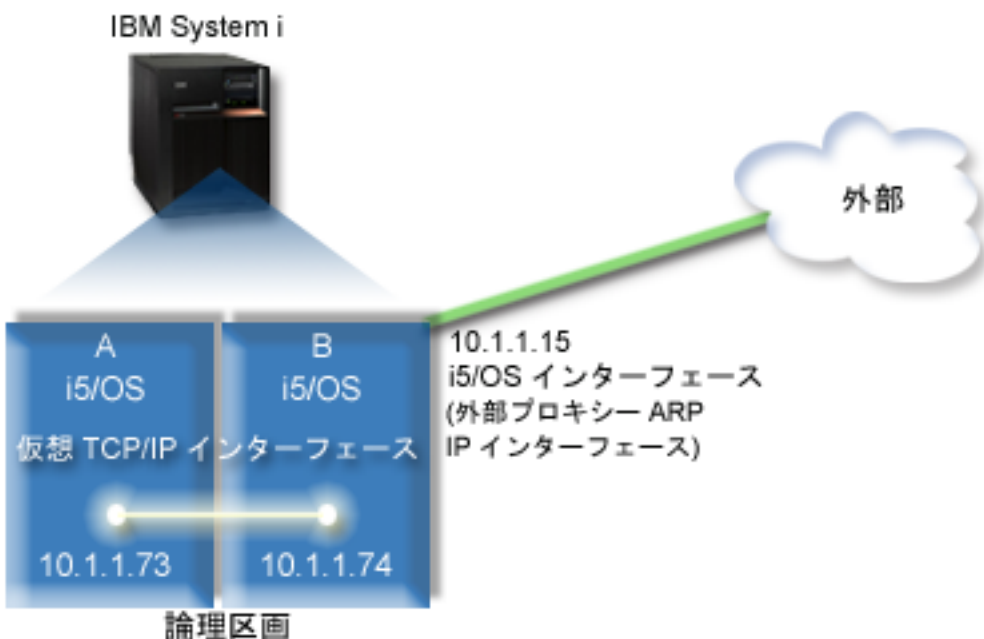 IBM System i
外部
A
i5/OS
B
i5/OS
10.1.1.15
i5/OS インターフェース
(外部プロキシー ARP
IP インターフェース)
仮想 TCP/IP インターフェース
10.1.1.73
10.1.1.74
論理区画